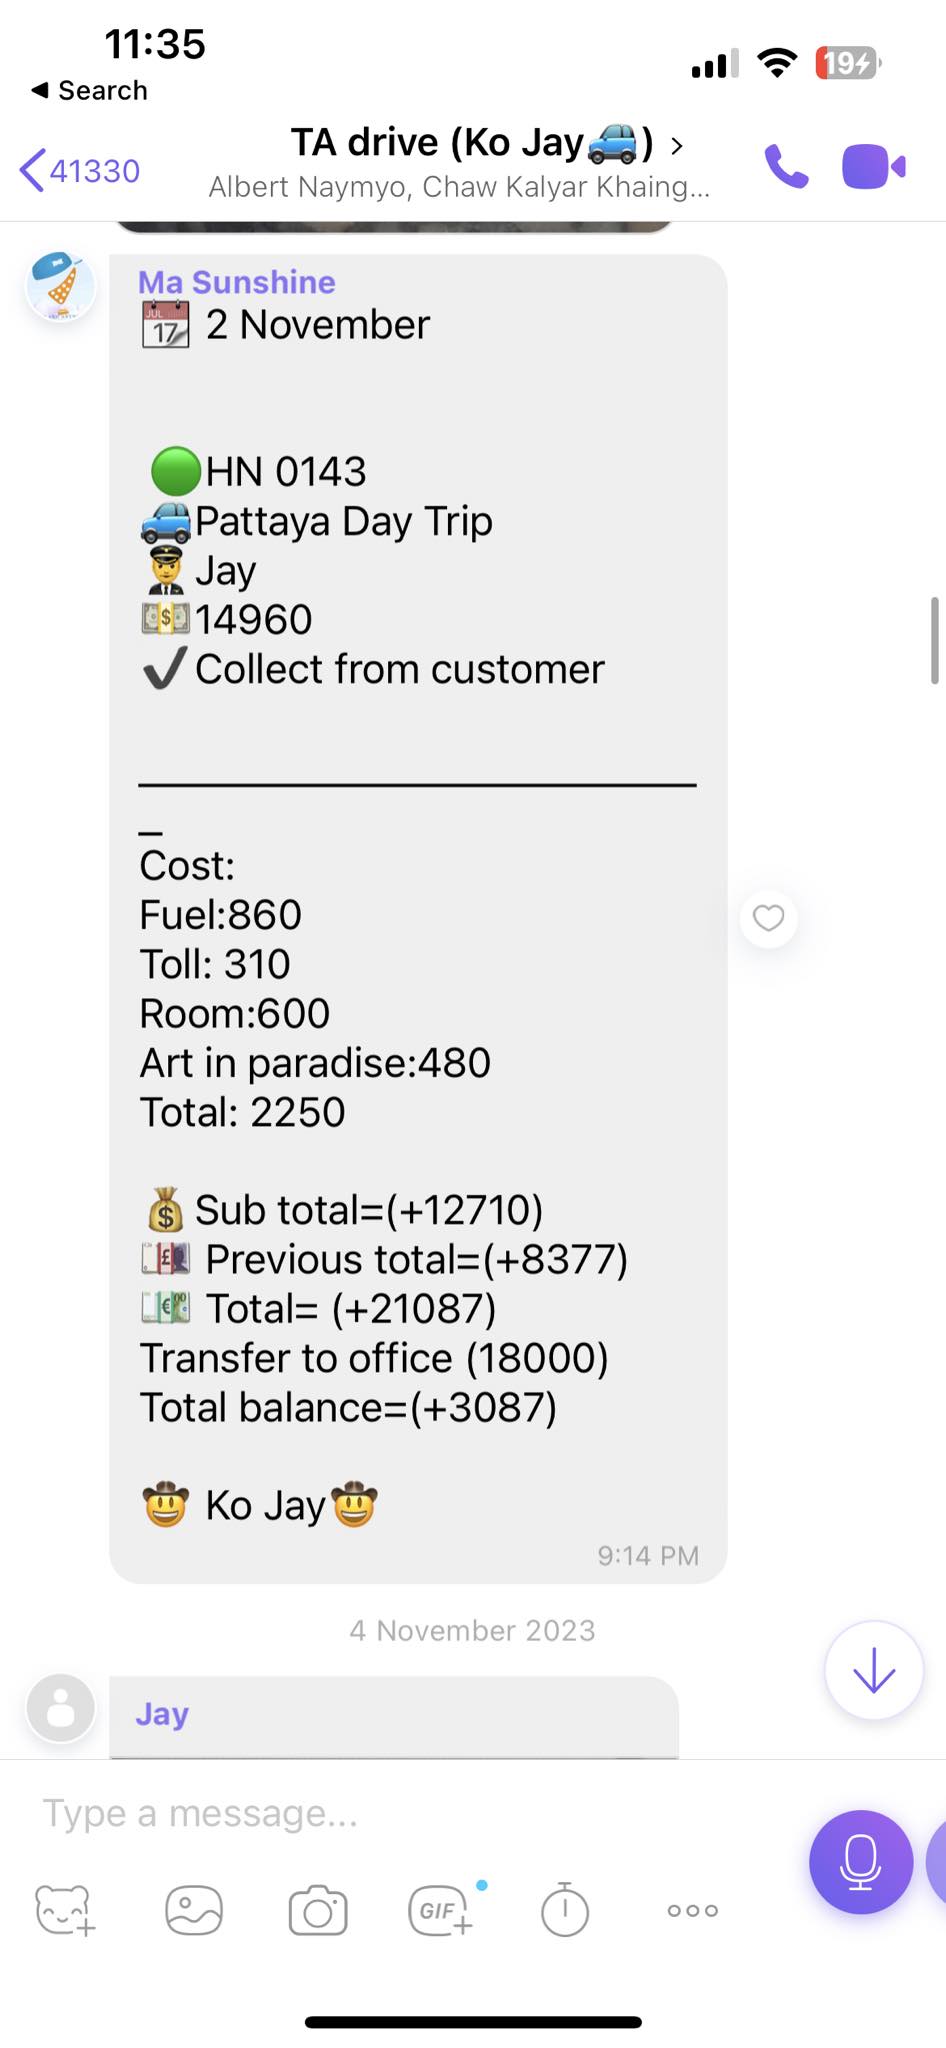 11:35
Search
19
41330
TA drive (Ko Jay🚙) >
Albert Naymyo, Chaw Kalyar Khaing...
Ma Sunshine
📆 2 November
🟢HN 0143
🚙Pattaya Day Trip
👨‍✈️Jay
💵14960
✔️Collect from customer
_
Cost:
Fuel:860
Toll: 310
Room:600
Art in paradise:480
Total: 2250
💰Sub total=(+12710)
💷 Previous total=(+8377)
💶 Total= (+21087)
Transfer to office (18000)
Total balance=(+3087)
🤠 Ko Jay🤠
9:14 PM
4 November 2023
Jay
Type a message...
GIF